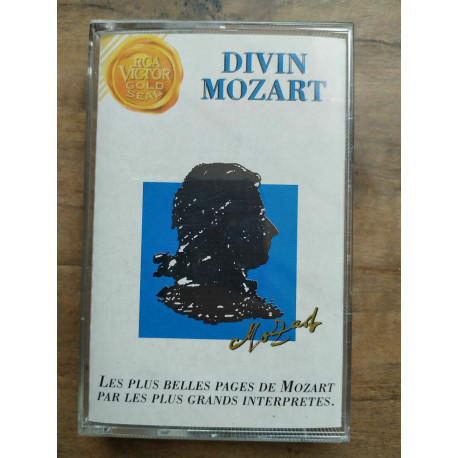 RCA
VICTOR
GOLD
SEAL
DIVIN
MOZART
Mozart
LES PLUS BELLES PAGES DE MOZART
PAR LES PLUS GRANDS INTERPRETES.